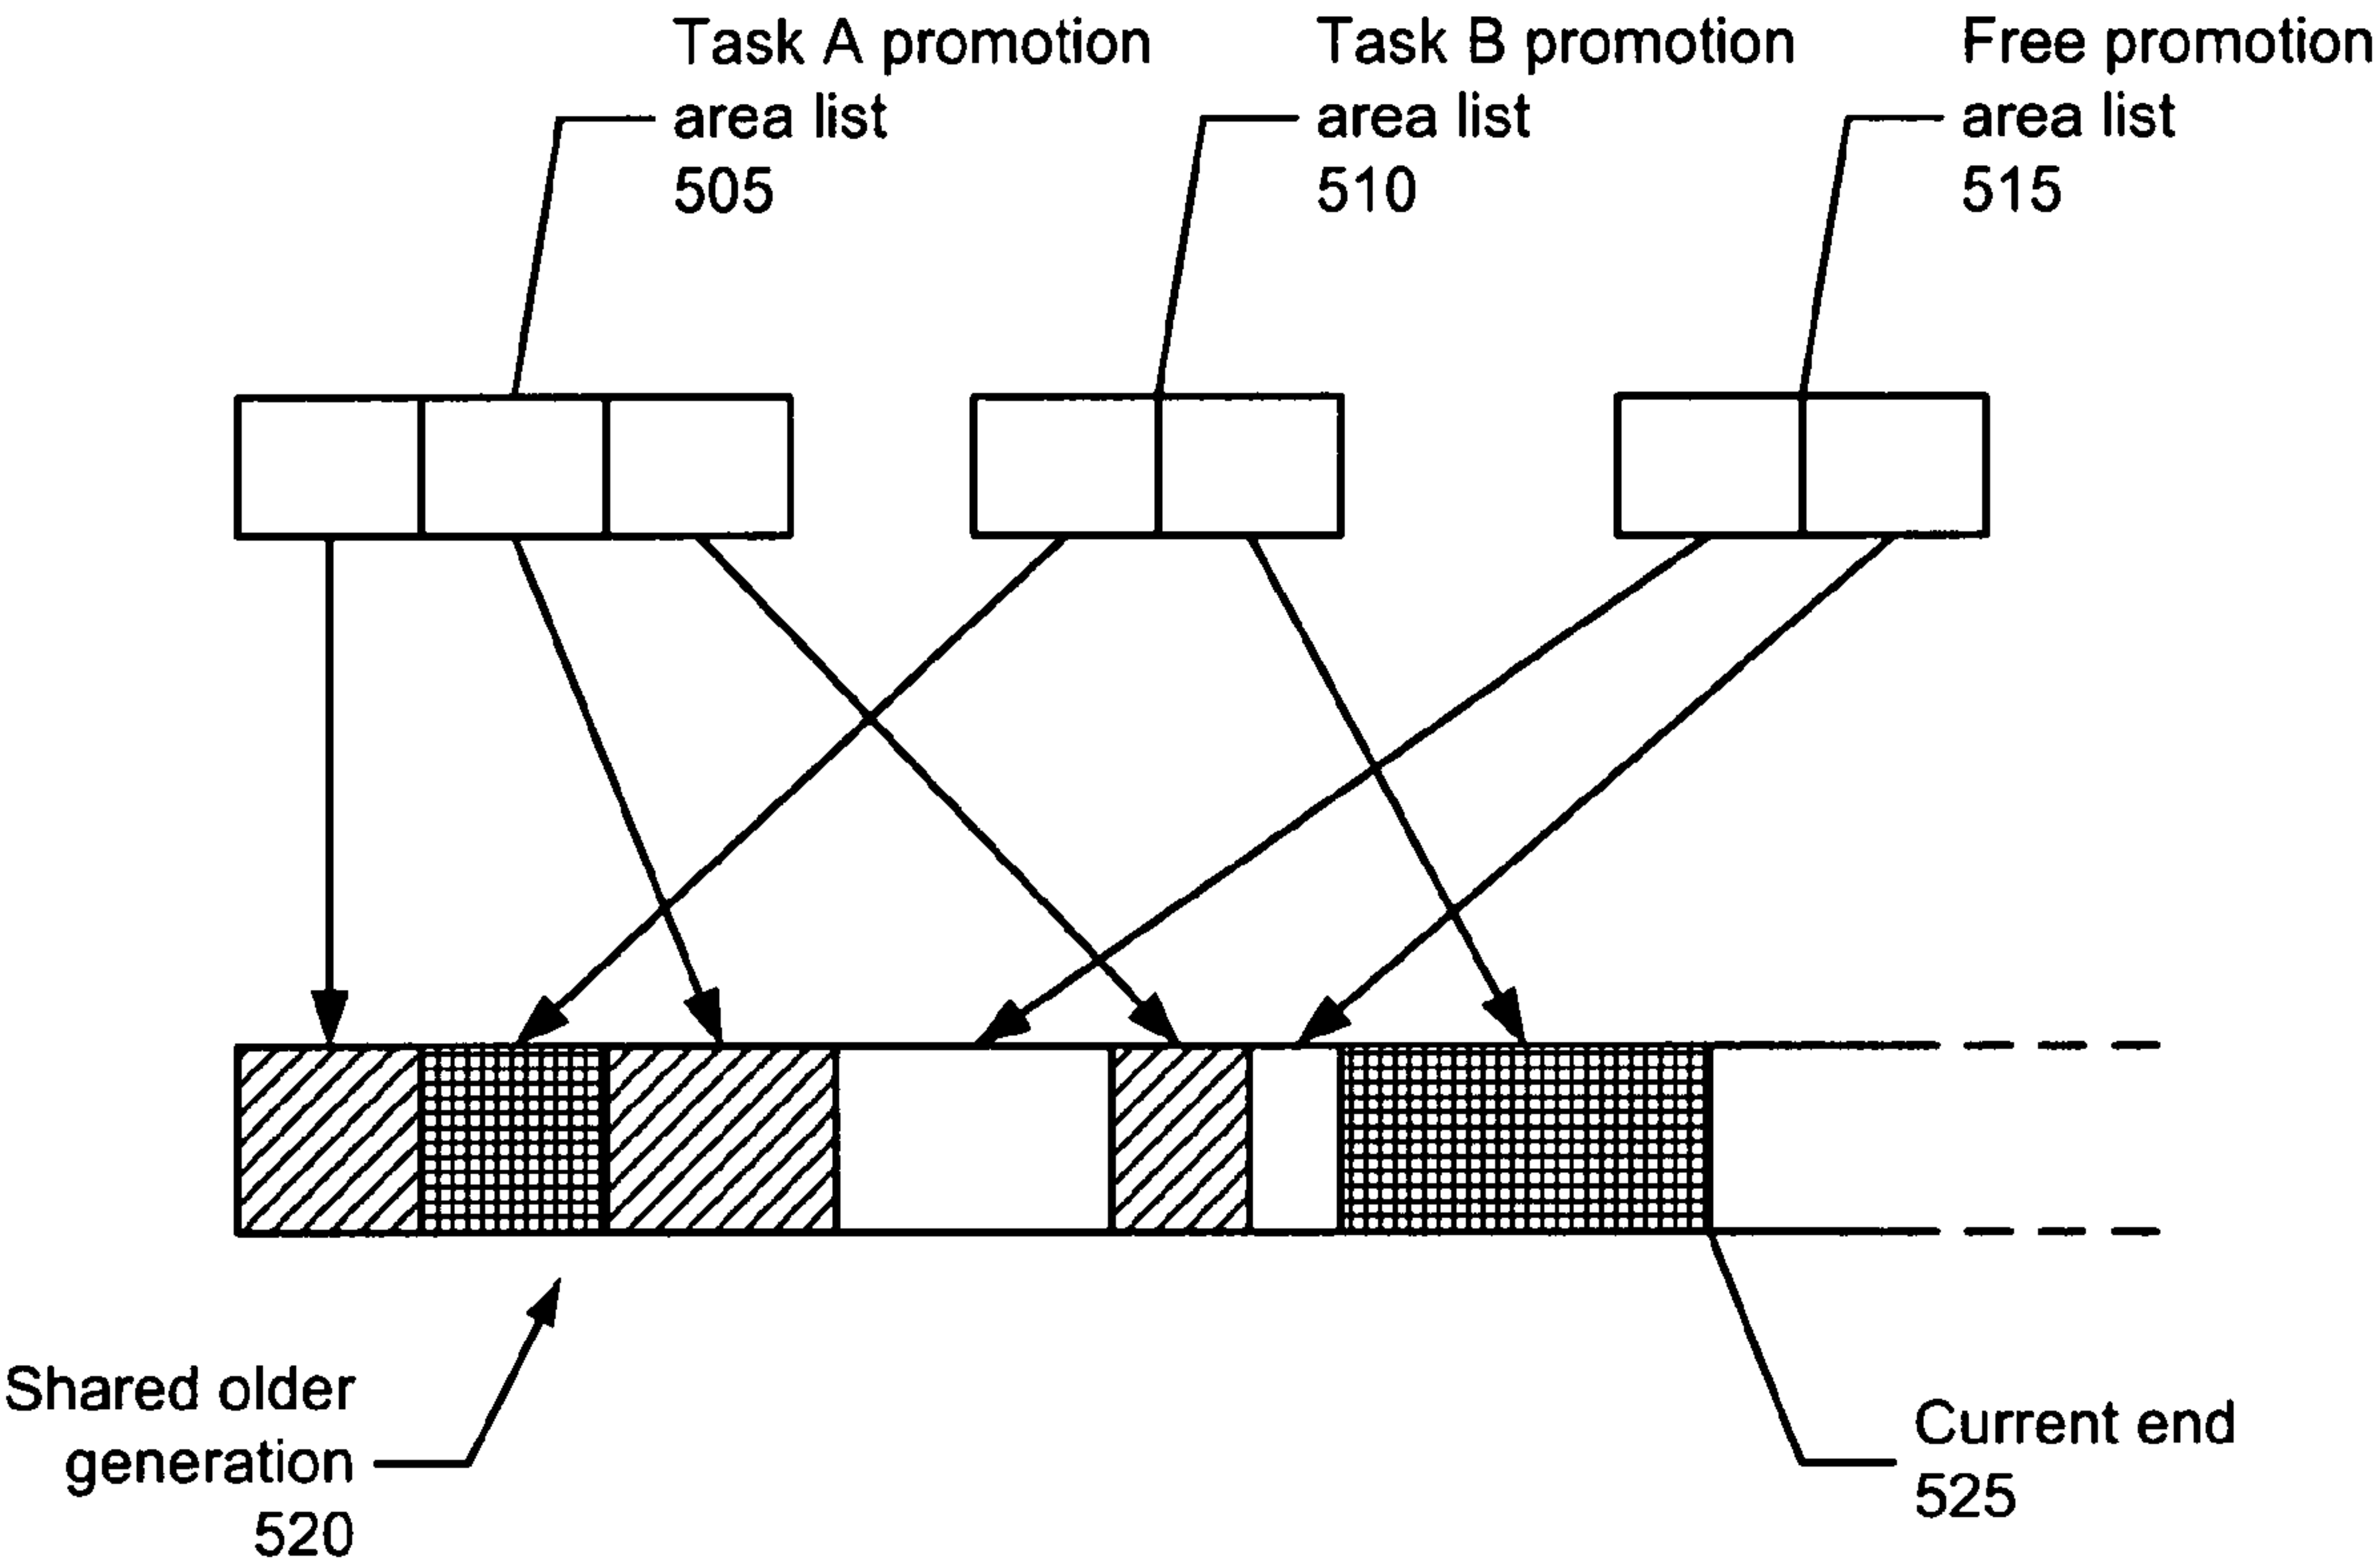 Task A promotion
area list
505
Task B promotion
area list
510
Free promotion
area list
515
Shared older
generation
520
Current end
525